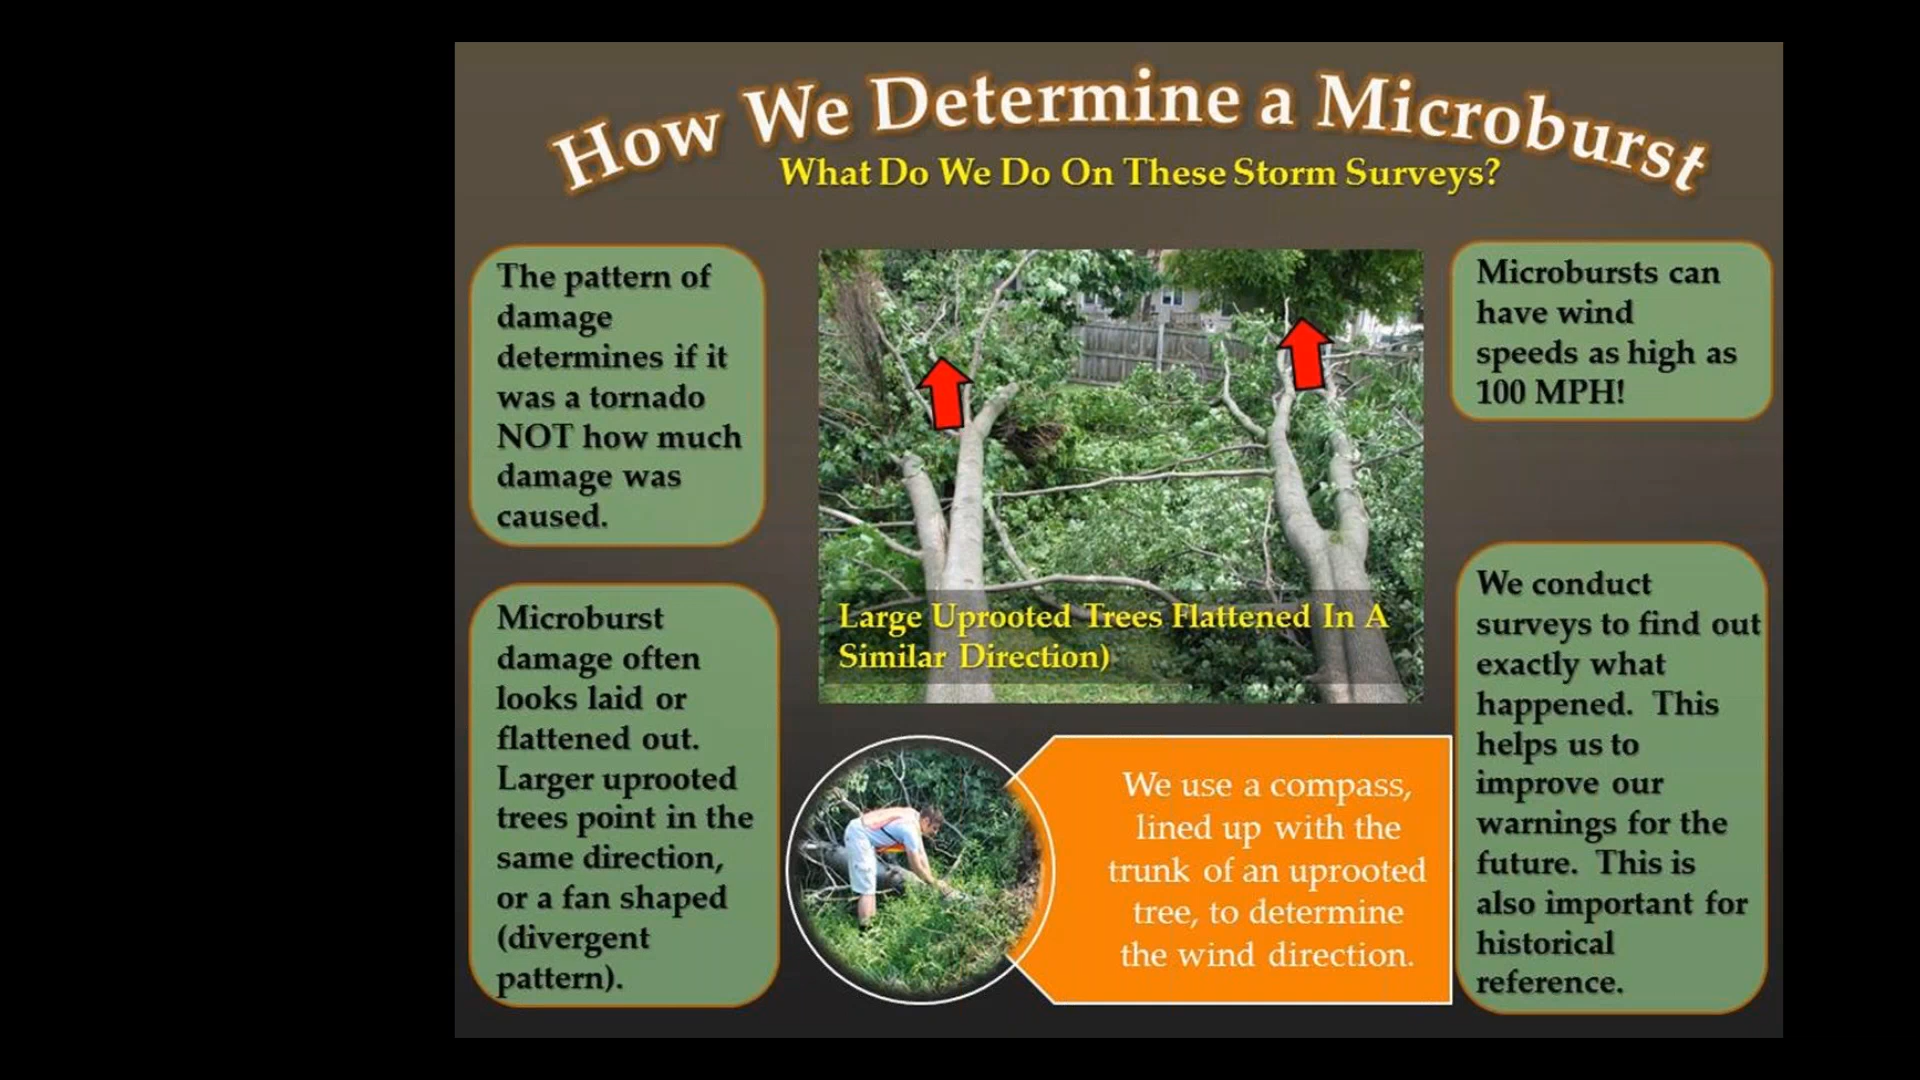 How We Determine a Microburst
What Do We Do On These Storm Surveys?
The pattern of
damage
determines if it
was a tornado
NOT how much
damage was
caused.
Microburst
damage often
looks laid or
flattened out.
Larger uprooted
trees point in the
same direction,
or a fan shaped
(divergent
pattern).
Large Uprooted Trees Flattened In A
Similar Direction)
We use a compass,
lined up with the
trunk of an uprooted
tree, to determine
the wind direction.
Microbursts can
have wind
speeds as high as
100 MPH!
We conduct
surveys to find out
exactly what
happened. This
helps us to
improve our
warnings for the
future. This is
also important for
historical
reference.